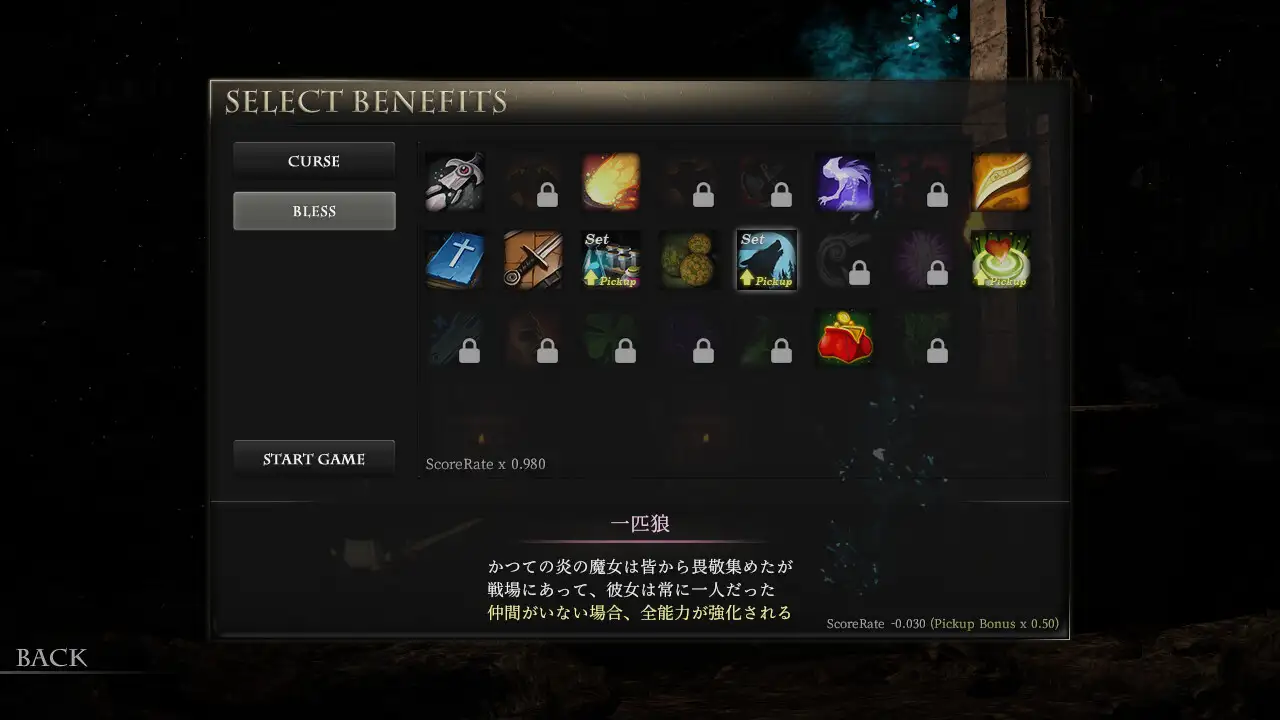 SELECT BENEFITS
CURSE
BLESS
Set
Pickup
Set
Pickup
Pickup
START GAME
ScoreRate x 0.980
一匹狼
かつての炎の魔女は皆から畏敬集めたが
戦場にあって、彼女は常に一人だった
仲間がいない場合、全能力が強化される
ScoreRate -0.030 (Pickup Bonus x 0.50)
BACK